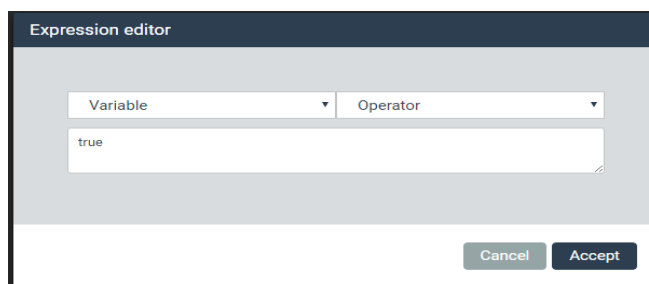 Expression editor
Variable Operator
true
Cancel Accept